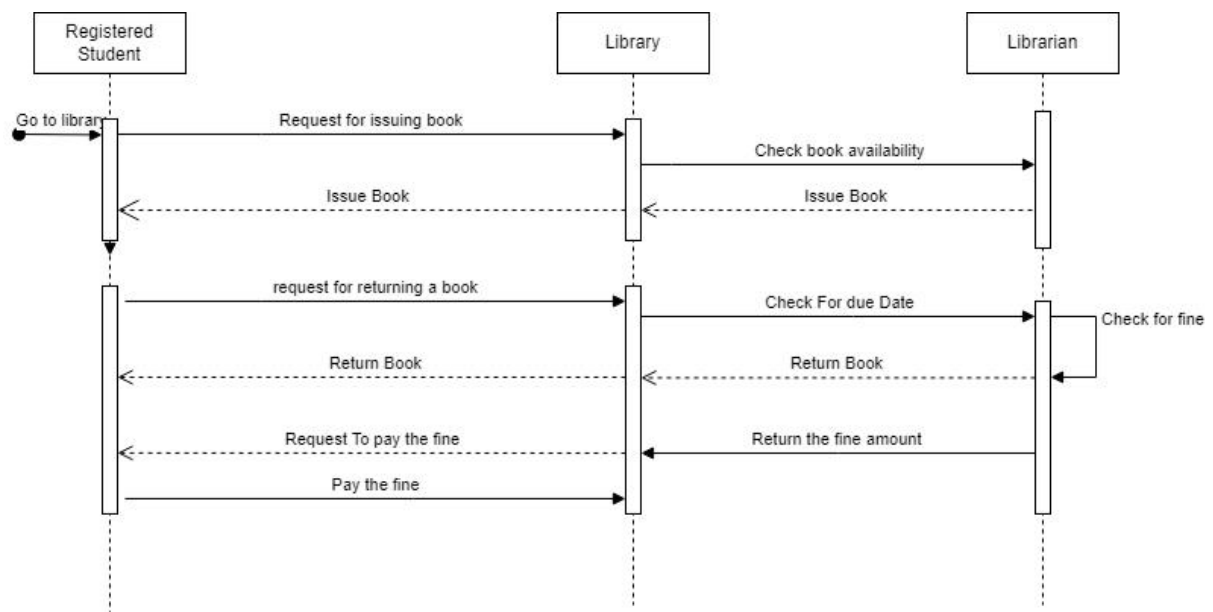 Registered
Student
Library
Librarian
Go to library
Request for issuing book
Check book availability
Issue Book
Issue Book
request for returning a book
Check For due Date
Check for fine
Return Book
Return Book
Request To pay the fine
Return the fine amount
Pay the fine